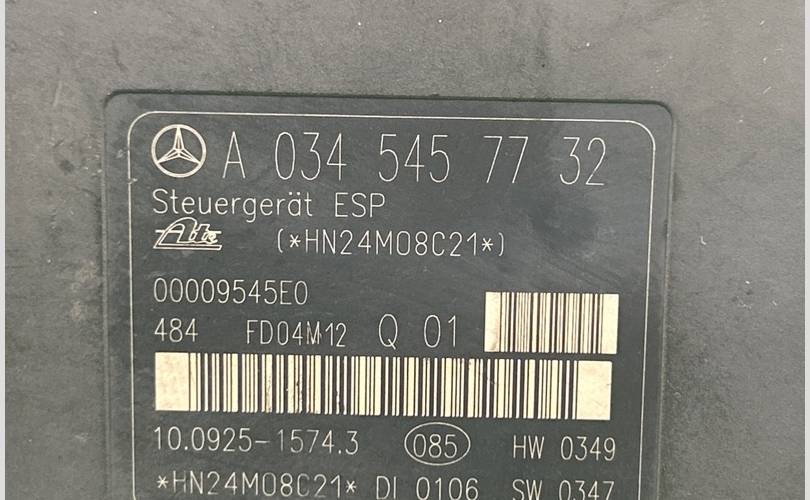 A 034 545 77 32
Steuergerät ESP
Ate (*HN24M08C21*)
00009545E0
484 FD04M12 Q 01
10.0925-1574.3 085 HW 0349
*HN24M08C21* DI 0106 SW 0347